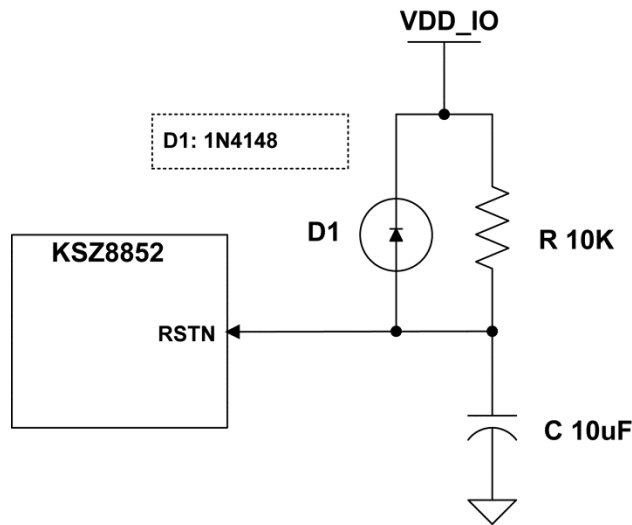 VDD_IO
D1: 1N4148
D1
R 10K
KSZ8852
RSTN
C 10uF